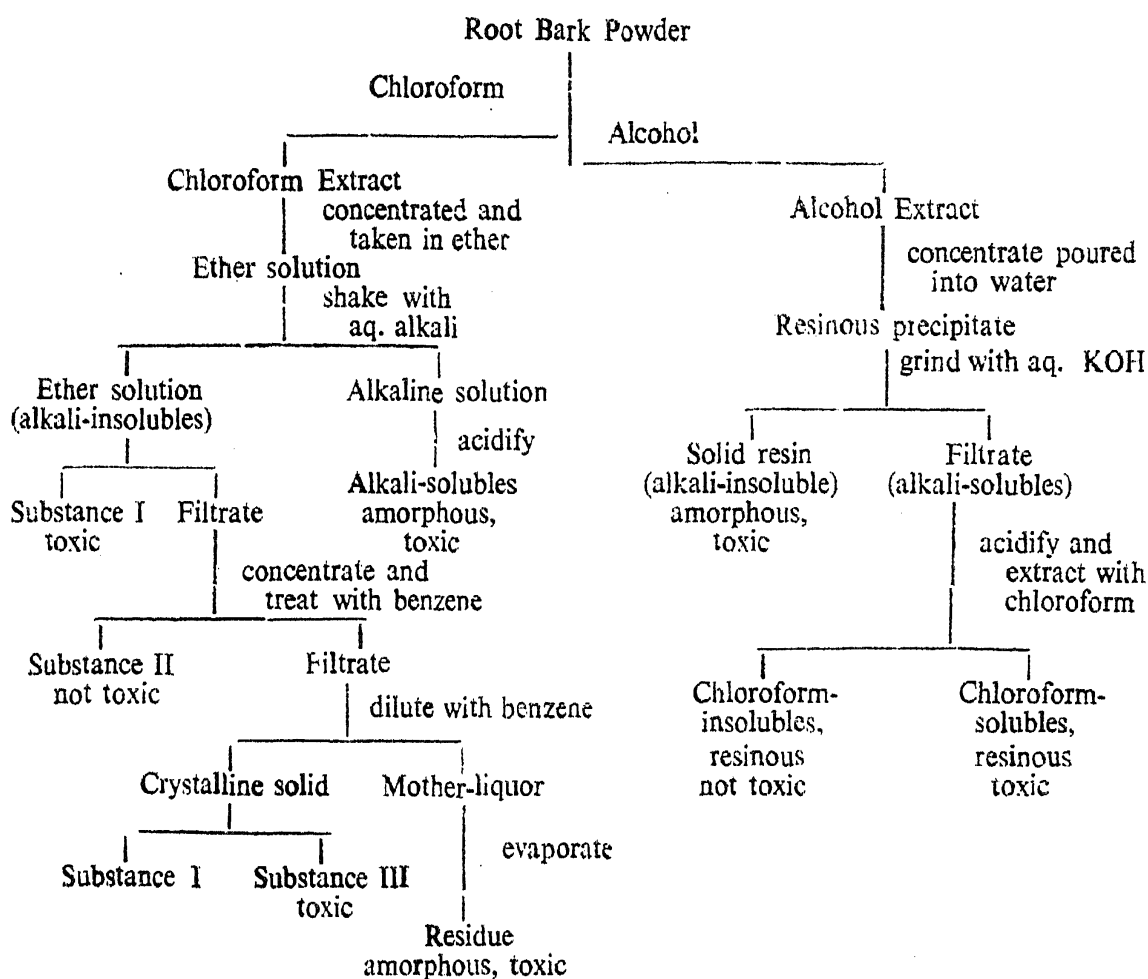 Root Bark Powder
Chloroform
Alcohol
Chloroform Extract
concentrated and
taken in ether
Ether solution
shake with
aq. alkali
Ether solution
(alkali-insolubles)
Alkaline solution
acidify
Alkali-solubles
amorphous,
toxic
Substance I
toxic
Filtrate
concentrate and
treat with benzene
Substance II
not toxic
Filtrate
dilute with benzene
Crystalline solid
Mother-liquor
evaporate
Substance I
Substance III
toxic
Residue
amorphous, toxic
Alcohol Extract
concentrate poured
into water
Resinous precipitate
grind with aq. KOH
Solid resin
(alkali-insoluble)
amorphous,
toxic
Filtrate
(alkali-solubles)
acidify and
extract with
chloroform
Chloroform-
insolubles,
resinous
not toxic
Chloroform-
solubles,
resinous
toxic